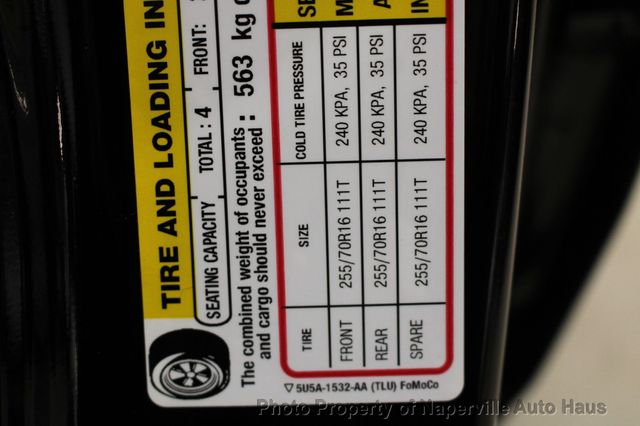 TIRE AND LOADING IN
SEATING CAPACITY TOTAL : 4 FRONT:
The combined weight of occupants
and cargo should never exceed : 563 kg
TIRE SIZE COLD TIRE PRESSURE
FRONT 255/70R16 111T 240 KPA, 35 PSI
REAR 255/70R16 111T 240 KPA, 35 PSI
SPARE 255/70R16 111T 240 KPA, 35 PSI
5U5A-1532-AA (TLU) FoMoCo
Photo Property of Naperville Auto Haus